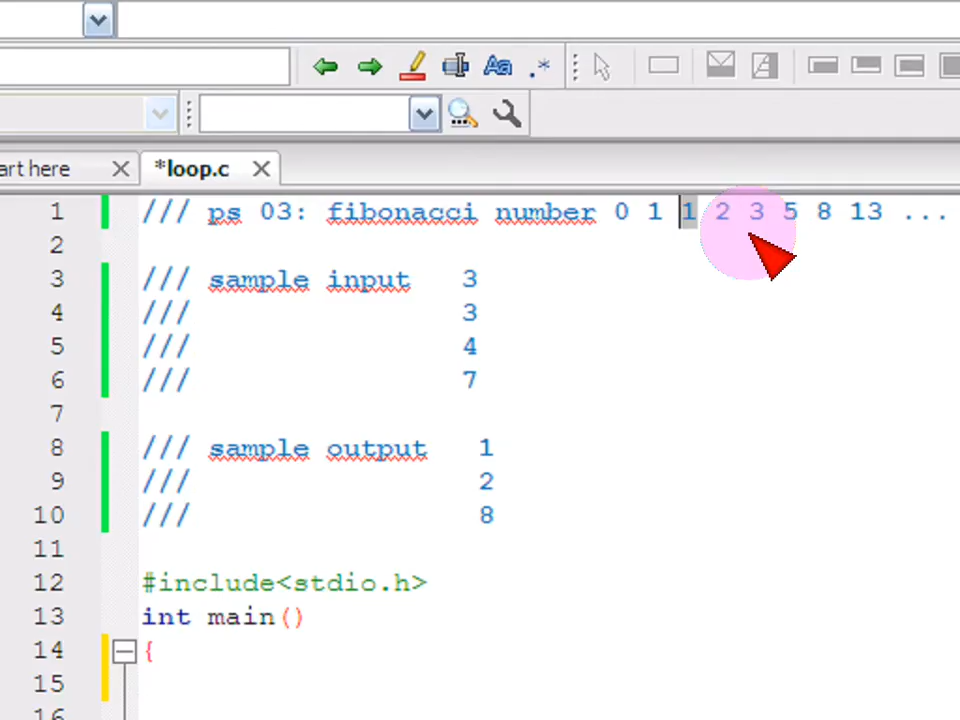 Aa .*
art here *loop.c
1 /// ps 03: fibonacci number 0 1 1 2 3 5 8 13 ...
2
3 /// sample input 3
4 /// 3
5 /// 4
6 /// 7
7
8 /// sample output 1
9 /// 2
10 /// 8
11
12 #include<stdio.h>
13 int main()
14 {
15
16